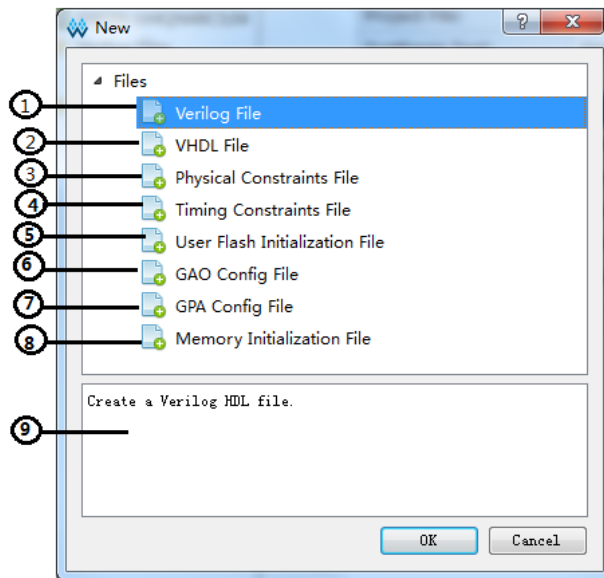 New
?
X
Files
1 Verilog File
2 VHDL File
3 Physical Constraints File
4 Timing Constraints File
5 User Flash Initialization File
6 GAO Config File
7 GPA Config File
8 Memory Initialization File
Create a Verilog HDL file.
9
OK Cancel